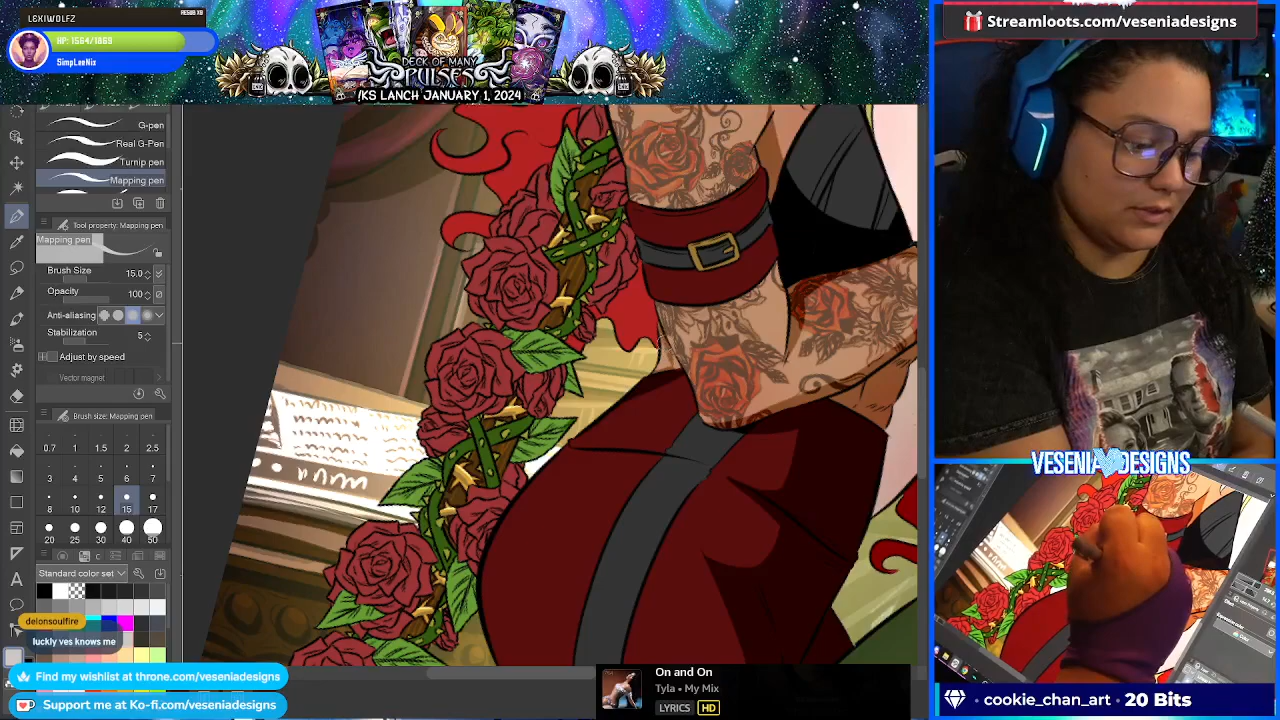 LEXIWOLFZ
HP: 1564/1869
SimpLeeNix
DECK OF MANY
PULSES
!KS LANCH JANUARY 1, 2024
Streamloots.com/veseniadesigns
G-pen
Real G-Pen
Turnip pen
Mapping pen
Tool property: Mapping pen
Mapping pen
Brush Size 15.0
Opacity 100
Anti-aliasing
Stabilization 5
Adjust by speed
Vector magnet
Brush size: Mapping pen
0.7 1 1.5 2 2.5
3 4 5 6 7
8 10 12 15 17
20 25 30 40 50
Standard color set
deionsoulfire
luckly ves knows me
Find my wishlist at throne.com/veseniadesigns
Support me at Ko-fi.com/veseniadesigns
On and On
Tyla • My Mix
LYRICS HD
VESENIA DESIGNS
cookie_chan_art 20 Bits